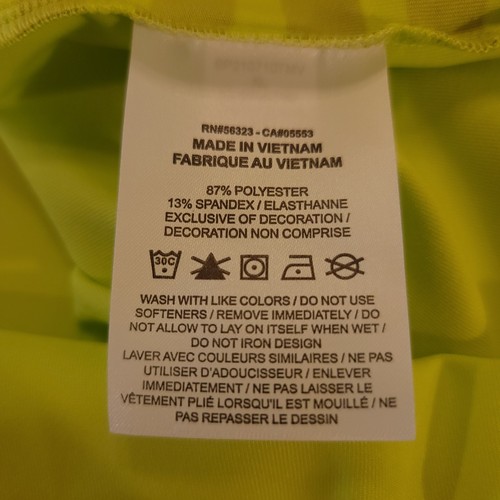 RN#56323 - CA#05553
MADE IN VIETNAM
FABRIQUE AU VIETNAM
87% POLYESTER
13% SPANDEX / ELASTHANNE
EXCLUSIVE OF DECORATION /
DECORATION NON COMPRISE
30C
WASH WITH LIKE COLORS / DO NOT USE
SOFTENERS / REMOVE IMMEDIATELY / DO
NOT ALLOW TO LAY ON ITSELF WHEN WET /
DO NOT IRON DESIGN
LAVER AVEC COULEURS SIMILAIRES / NE PAS
UTILISER D'ADOUCISSEUR / ENLEVER
IMMEDIATEMENT / NE PAS LAISSER LE
VÊTEMENT PLIÉ LORSQU'IL EST MOUILLÉ / NE
PAS REPASSER LE DESSIN